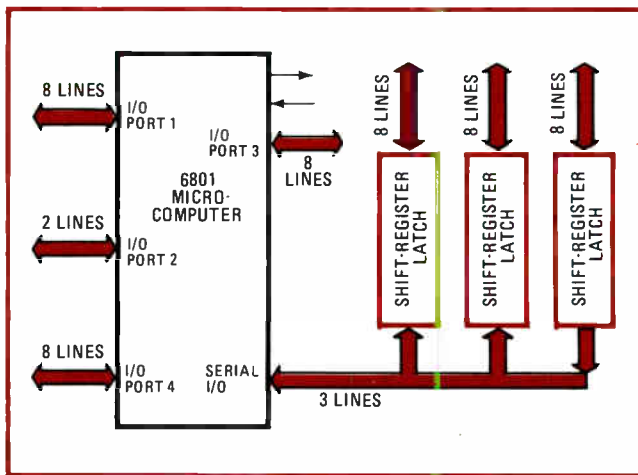 8 LINES
I/O
PORT 1
2 LINES
I/O
PORT 2
8 LINES
I/O
PORT 4
6801
MICRO-
COMPUTER
I/O
PORT 3
8
LINES
SERIAL
I/O
3 LINES
8 LINES
SHIFT-REGISTER
LATCH
8 LINES
SHIFT-REGISTER
LATCH
8 LINES
SHIFT-REGISTER
LATCH